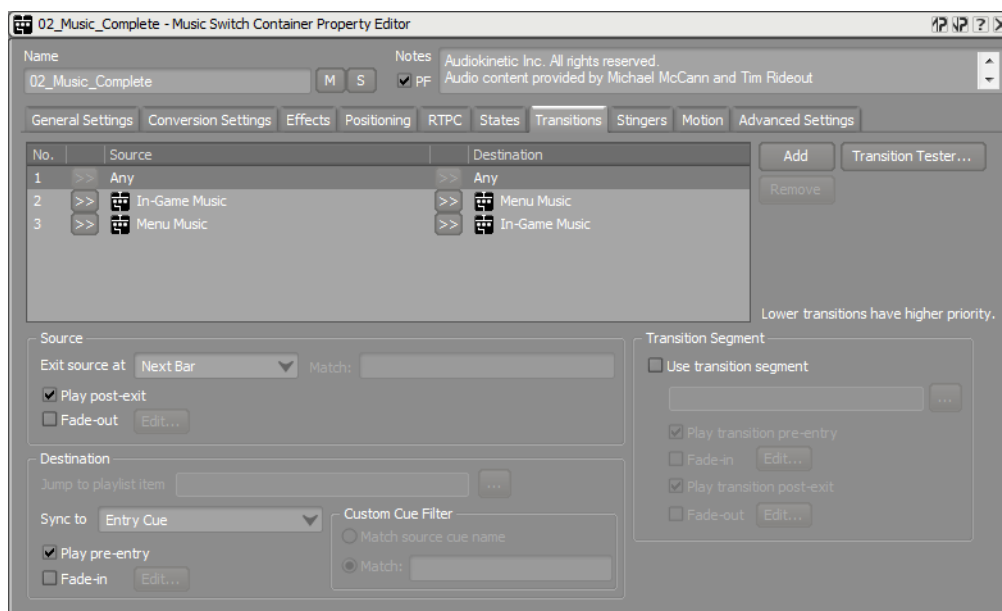 02_Music_Complete - Music Switch Container Property Editor
Name
Notes
02_Music_Complete
M S
PF
Audiokinetic Inc. All rights reserved.
Audio content provided by Michael McCann and Tim Rideout
General Settings Conversion Settings Effects Positioning RTPC States Transitions Stingers Motion Advanced Settings
No. Source Destination
1 >> Any >> Any
2 >> In-Game Music >> Menu Music
3 >> Menu Music >> In-Game Music
Add Transition Tester...
Remove
Lower transitions have higher priority.
Source
Exit source at Next Bar Match:
Play post-exit
Fade-out Edit...
Destination
Jump to playlist item ...
Sync to Entry Cue
Play pre-entry
Fade-in Edit...
Custom Cue Filter
Match source cue name
Match:
Transition Segment
Use transition segment
...
Play transition pre-entry
Fade-in Edit...
Play transition post-exit
Fade-out Edit...